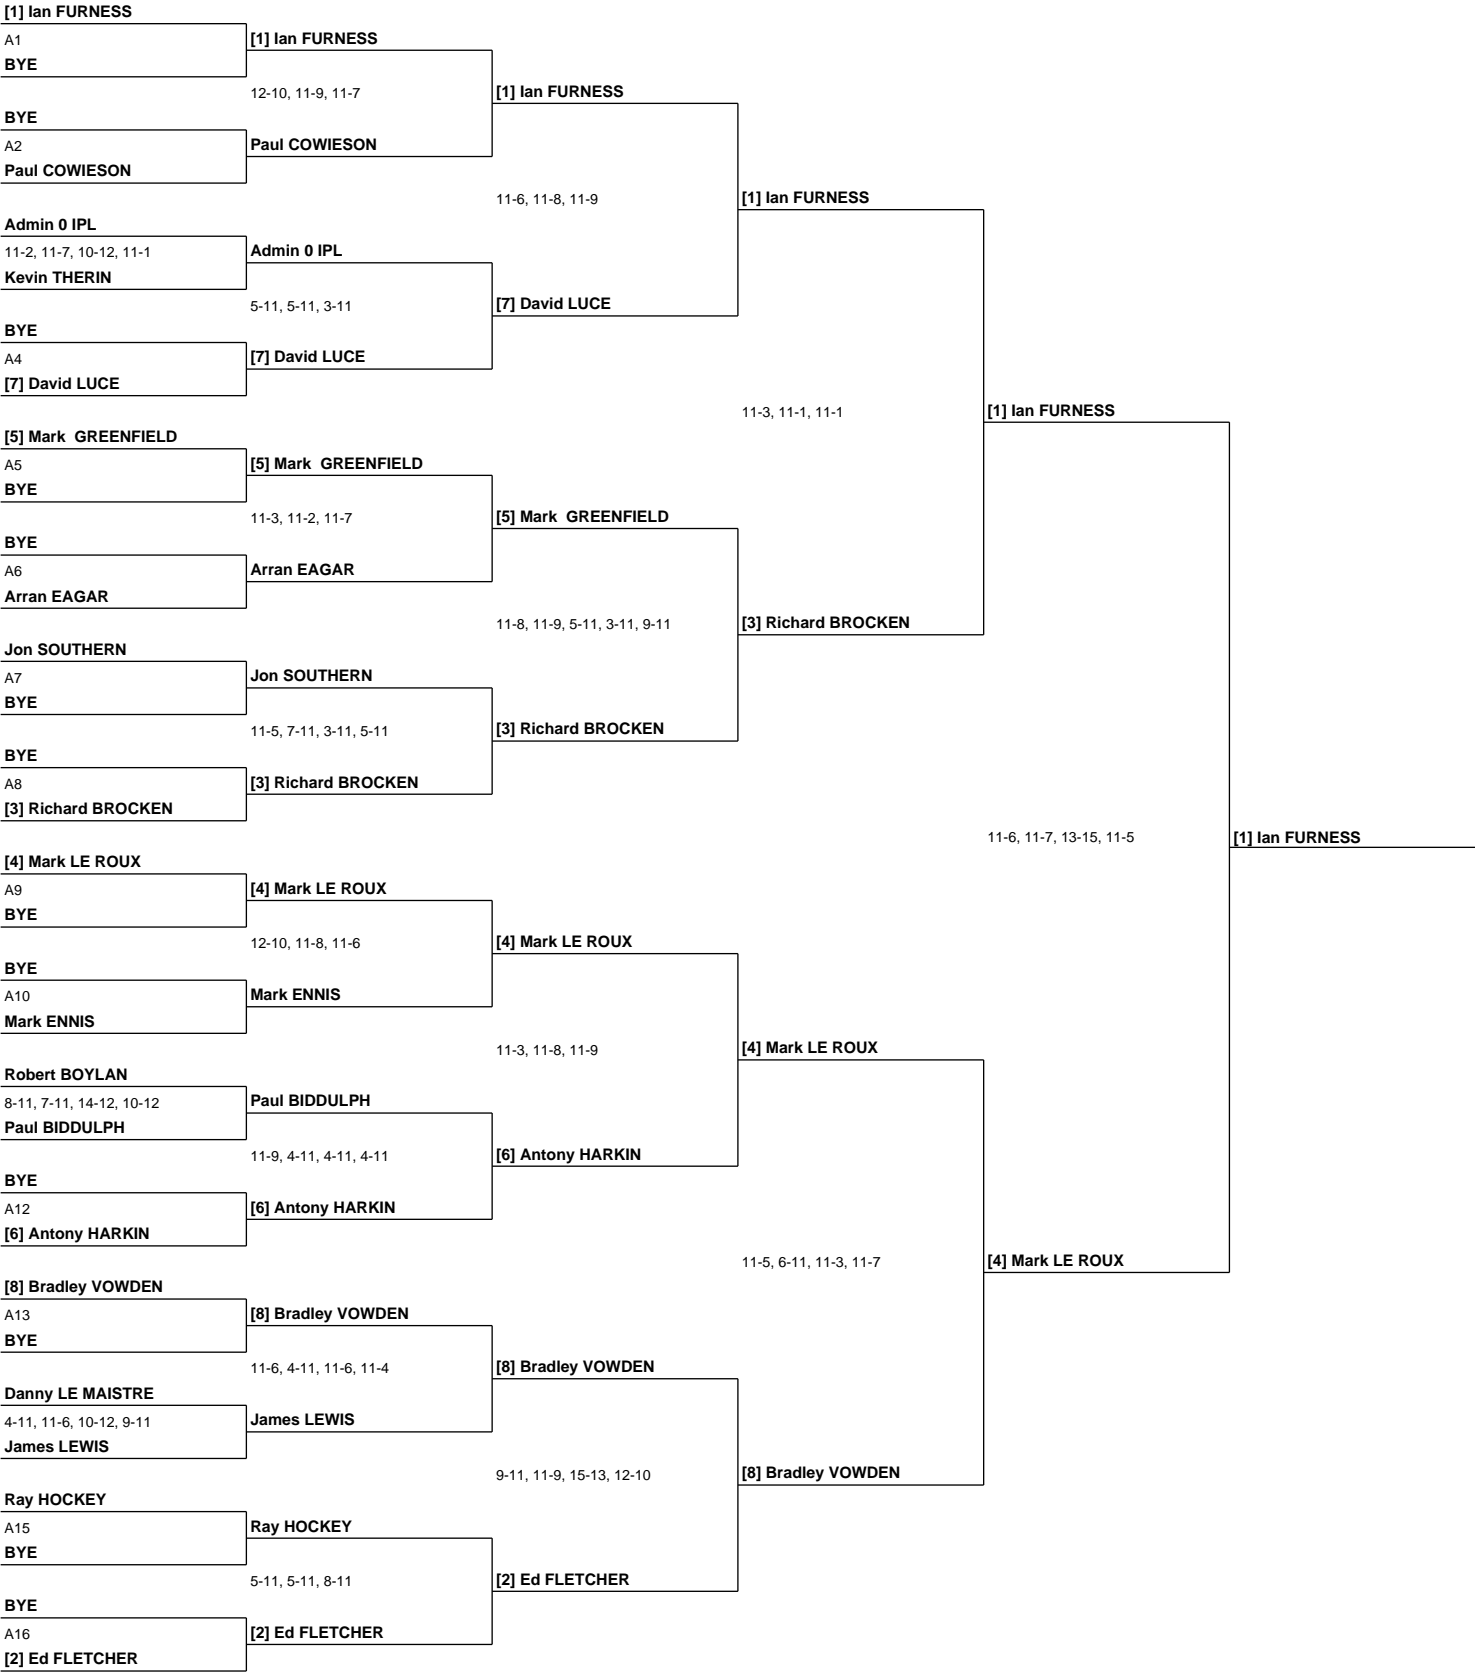 [1] Ian FURNESS
A1
BYE
[1] Ian FURNESS
12-10, 11-9, 11-7
[1] Ian FURNESS
BYE
A2
Paul COWIESON
Paul COWIESON
11-6, 11-8, 11-9
[1] Ian FURNESS
Admin 0 IPL
11-2, 11-7, 10-12, 11-1
Kevin THERIN
Admin 0 IPL
5-11, 5-11, 3-11
[7] David LUCE
BYE
A4
[7] David LUCE
[7] David LUCE
11-3, 11-1, 11-1
[1] Ian FURNESS
[5] Mark  GREENFIELD
A5
BYE
[5] Mark  GREENFIELD
11-3, 11-2, 11-7
[5] Mark  GREENFIELD
BYE
A6
Arran EAGAR
Arran EAGAR
11-8, 11-9, 5-11, 3-11, 9-11
[3] Richard BROCKEN
Jon SOUTHERN
A7
BYE
Jon SOUTHERN
11-5, 7-11, 3-11, 5-11
[3] Richard BROCKEN
BYE
A8
[3] Richard BROCKEN
[3] Richard BROCKEN
11-6, 11-7, 13-15, 11-5
[1] Ian FURNESS
[4] Mark LE ROUX
A9
BYE
[4] Mark LE ROUX
12-10, 11-8, 11-6
[4] Mark LE ROUX
BYE
A10
Mark ENNIS
Mark ENNIS
11-3, 11-8, 11-9
[4] Mark LE ROUX
Robert BOYLAN
8-11, 7-11, 14-12, 10-12
Paul BIDDULPH
Paul BIDDULPH
11-9, 4-11, 4-11, 4-11
[6] Antony HARKIN
BYE
A12
[6] Antony HARKIN
[6] Antony HARKIN
11-5, 6-11, 11-3, 11-7
[4] Mark LE ROUX
[8] Bradley VOWDEN
A13
BYE
[8] Bradley VOWDEN
11-6, 4-11, 11-6, 11-4
[8] Bradley VOWDEN
Danny LE MAISTRE
4-11, 11-6, 10-12, 9-11
James LEWIS
James LEWIS
9-11, 11-9, 15-13, 12-10
[8] Bradley VOWDEN
Ray HOCKEY
A15
BYE
Ray HOCKEY
5-11, 5-11, 8-11
[2] Ed FLETCHER
BYE
A16
[2] Ed FLETCHER
[2] Ed FLETCHER